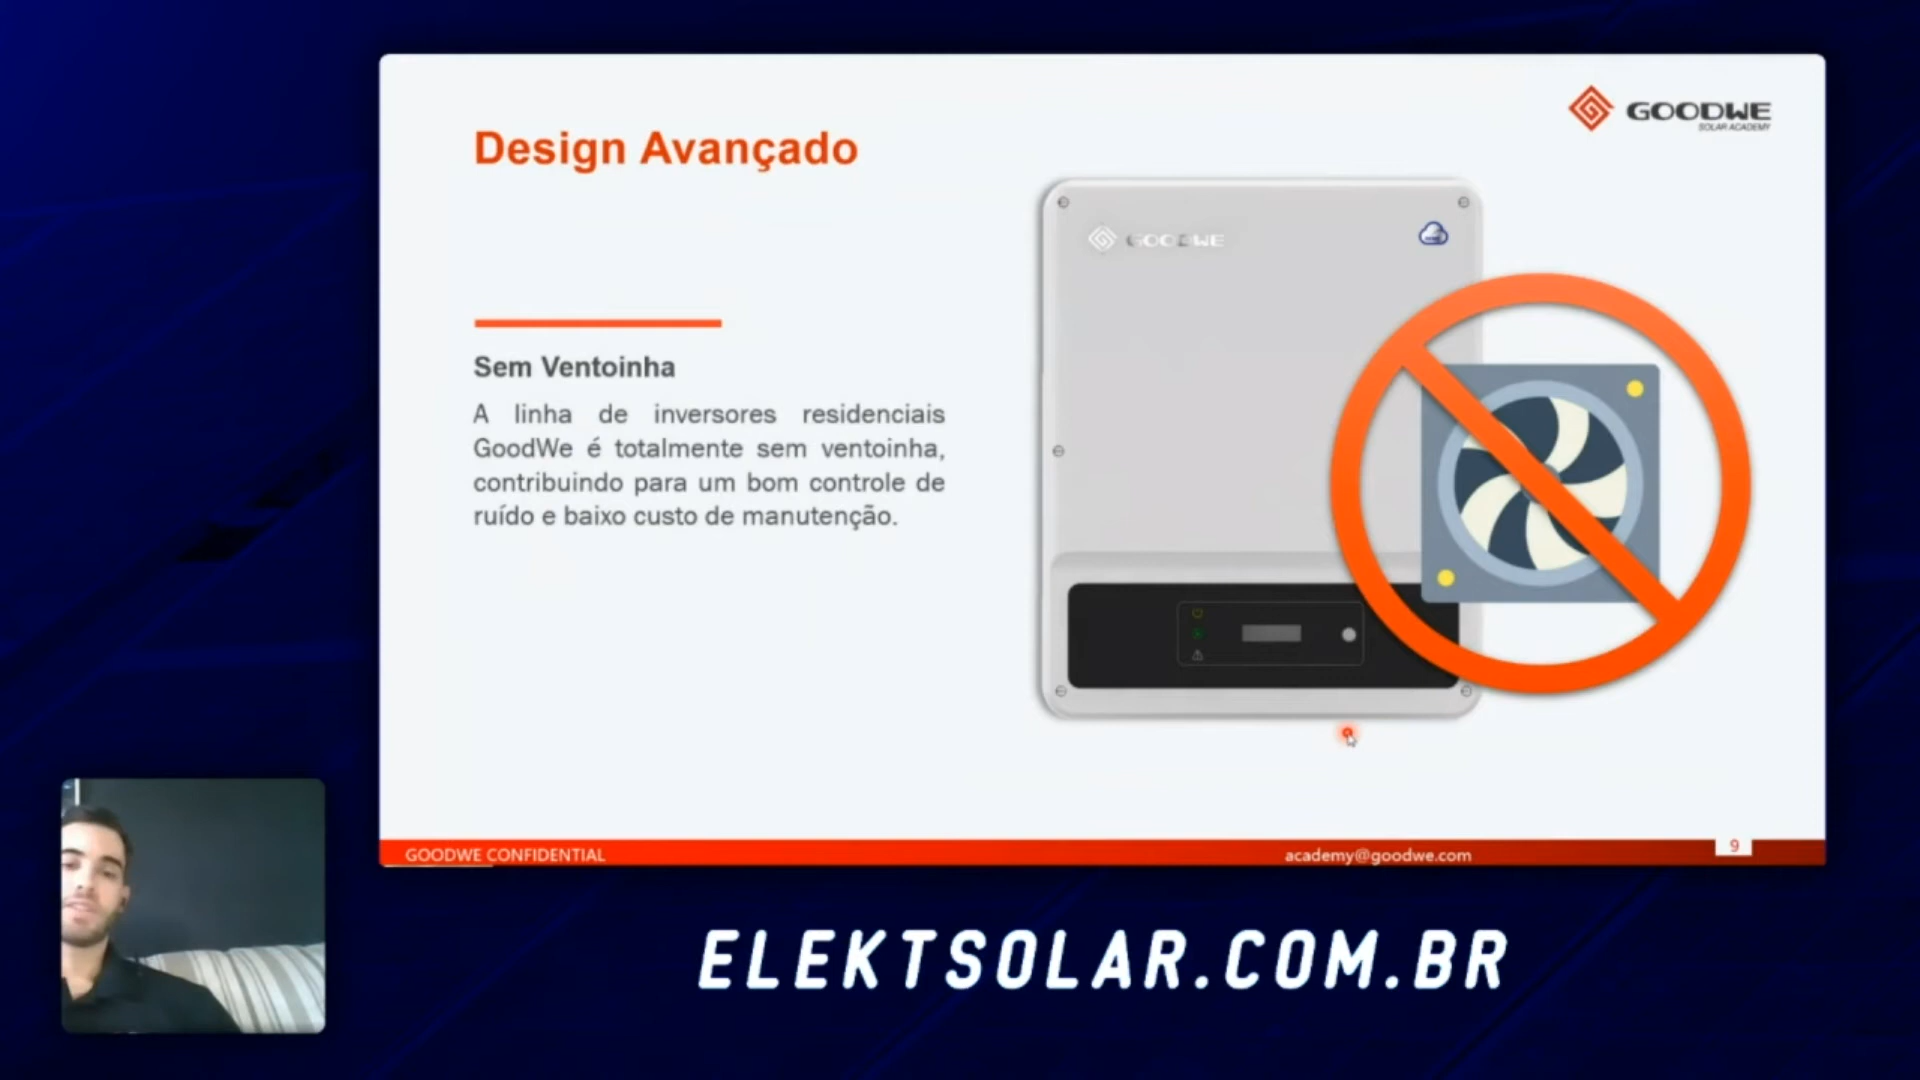 GOODWE
SOLAR ACADEMY
Design Avançado
GOODWE
Sem Ventoinha
A linha de inversores residenciais
GoodWe é totalmente sem ventoinha,
contribuindo para um bom controle de
ruído e baixo custo de manutenção.
GOODWE CONFIDENTIAL
academy@goodwe.com
9
ELEKTSOLAR.COM.BR